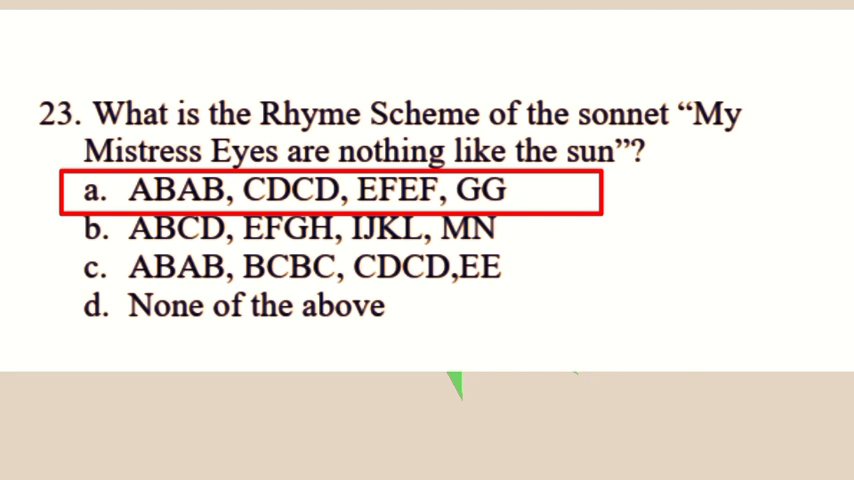 23. What is the Rhyme Scheme of the sonnet “My
Mistress Eyes are nothing like the sun”?
a. ABAB, CDCD, EFEF, GG
b. ABCD, EFGH, IJKL, MN
c. ABAB, BCBC, CDCD,EE
d. None of the above